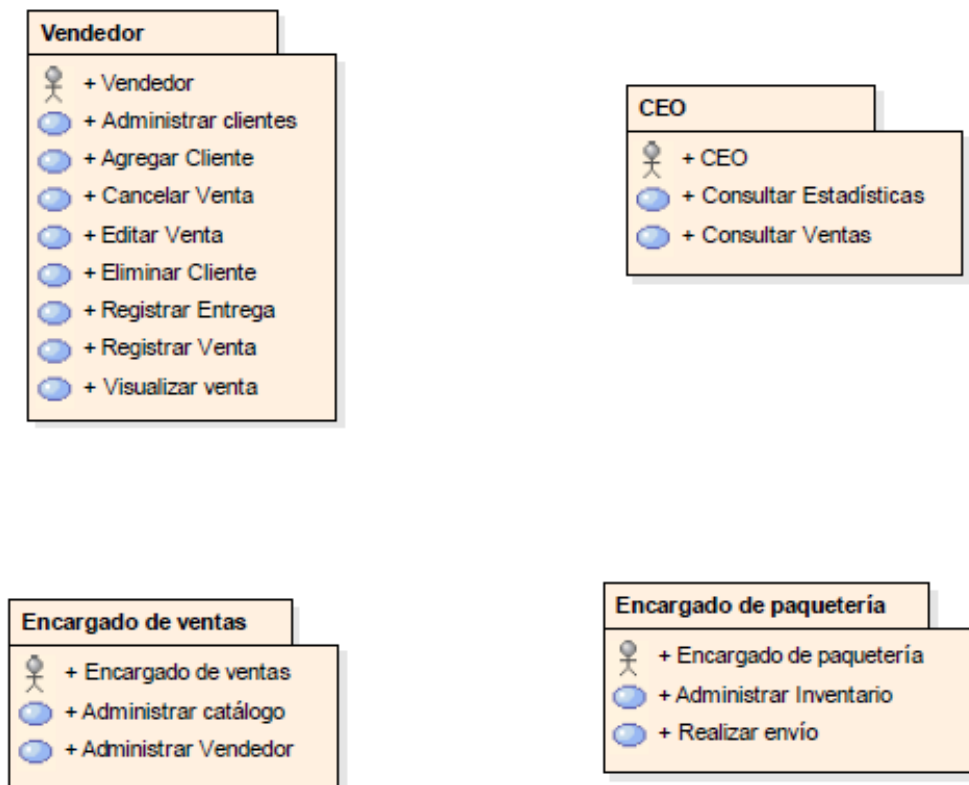 Vendedor
+ Vendedor
+ Administrar clientes
+ Agregar Cliente
+ Cancelar Venta
+ Editar Venta
+ Eliminar Cliente
+ Registrar Entrega
+ Registrar Venta
+ Visualizar venta
CEO
+ CEO
+ Consultar Estadísticas
+ Consultar Ventas
Encargado de ventas
+ Encargado de ventas
+ Administrar catálogo
+ Administrar Vendedor
Encargado de paquetería
+ Encargado de paquetería
+ Administrar Inventario
+ Realizar envío